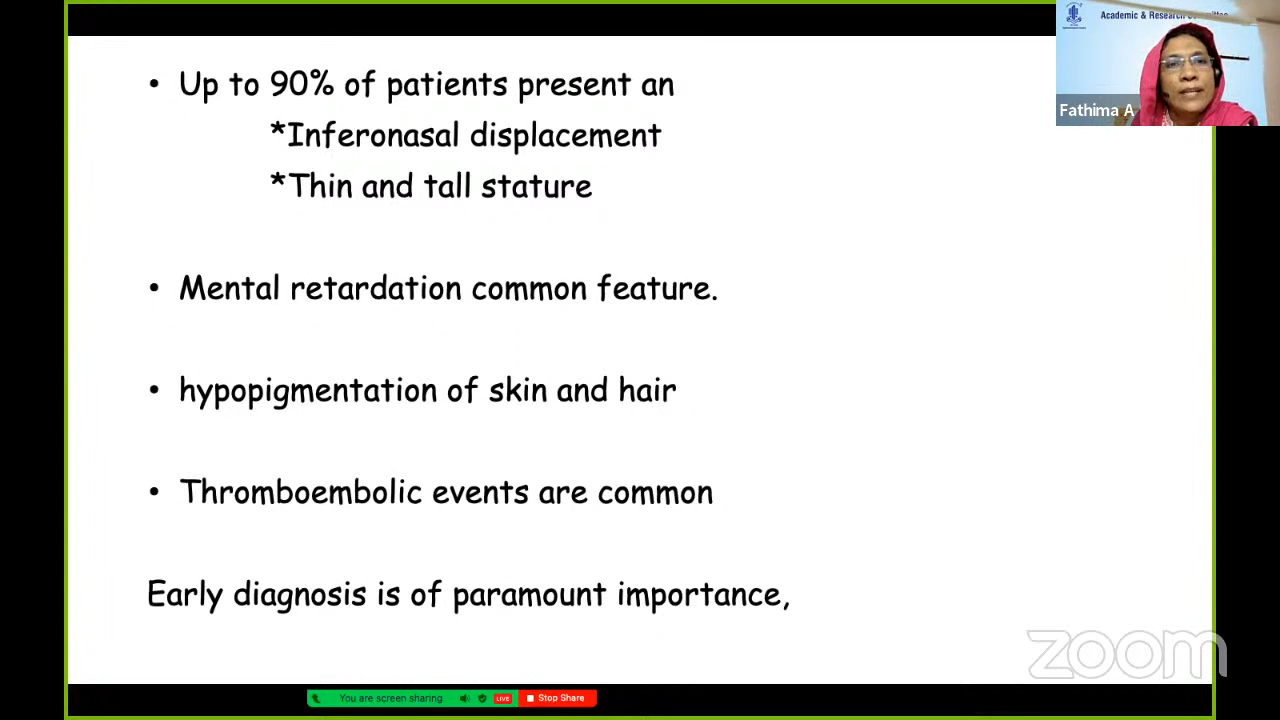 Academic & Research Committee
Fathima A
• Up to 90% of patients present an
*Inferonasal displacement
*Thin and tall stature
• Mental retardation common feature.
• hypopigmentation of skin and hair
• Thromboembolic events are common
Early diagnosis is of paramount importance,
zoom
You are screen sharing
LIVE
Stop Share